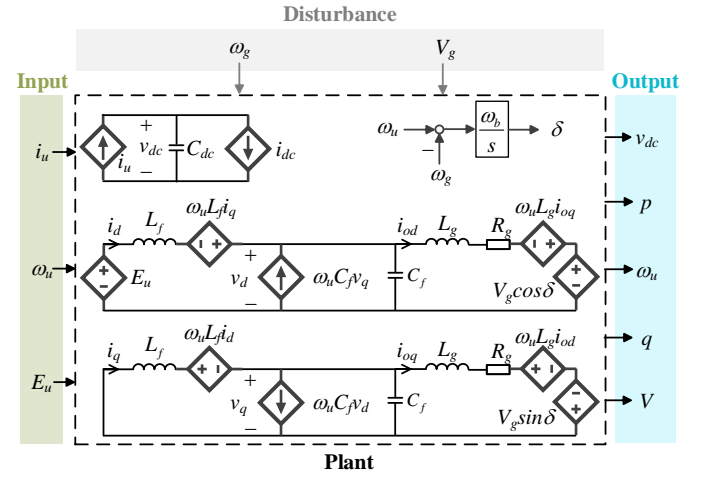 Disturbance
ω_g V_g
Input Output
i_u + v_dc − i_u C_dc i_dc ω_u − ω_g ω_b/s δ v_dc
p
i_d L_f ω_uL_fi_q i_od L_g R_g ω_uL_gi_oq
ω_u + − E_u − + + v_d − ω_uC_fv_q C_f − + V_gcosδ + − ω_u
i_q L_f ω_uL_fi_d i_oq L_g R_g ω_uL_gi_od q
E_u + − + v_q − ω_uC_fv_d C_f + − V_gsinδ − + V
Plant